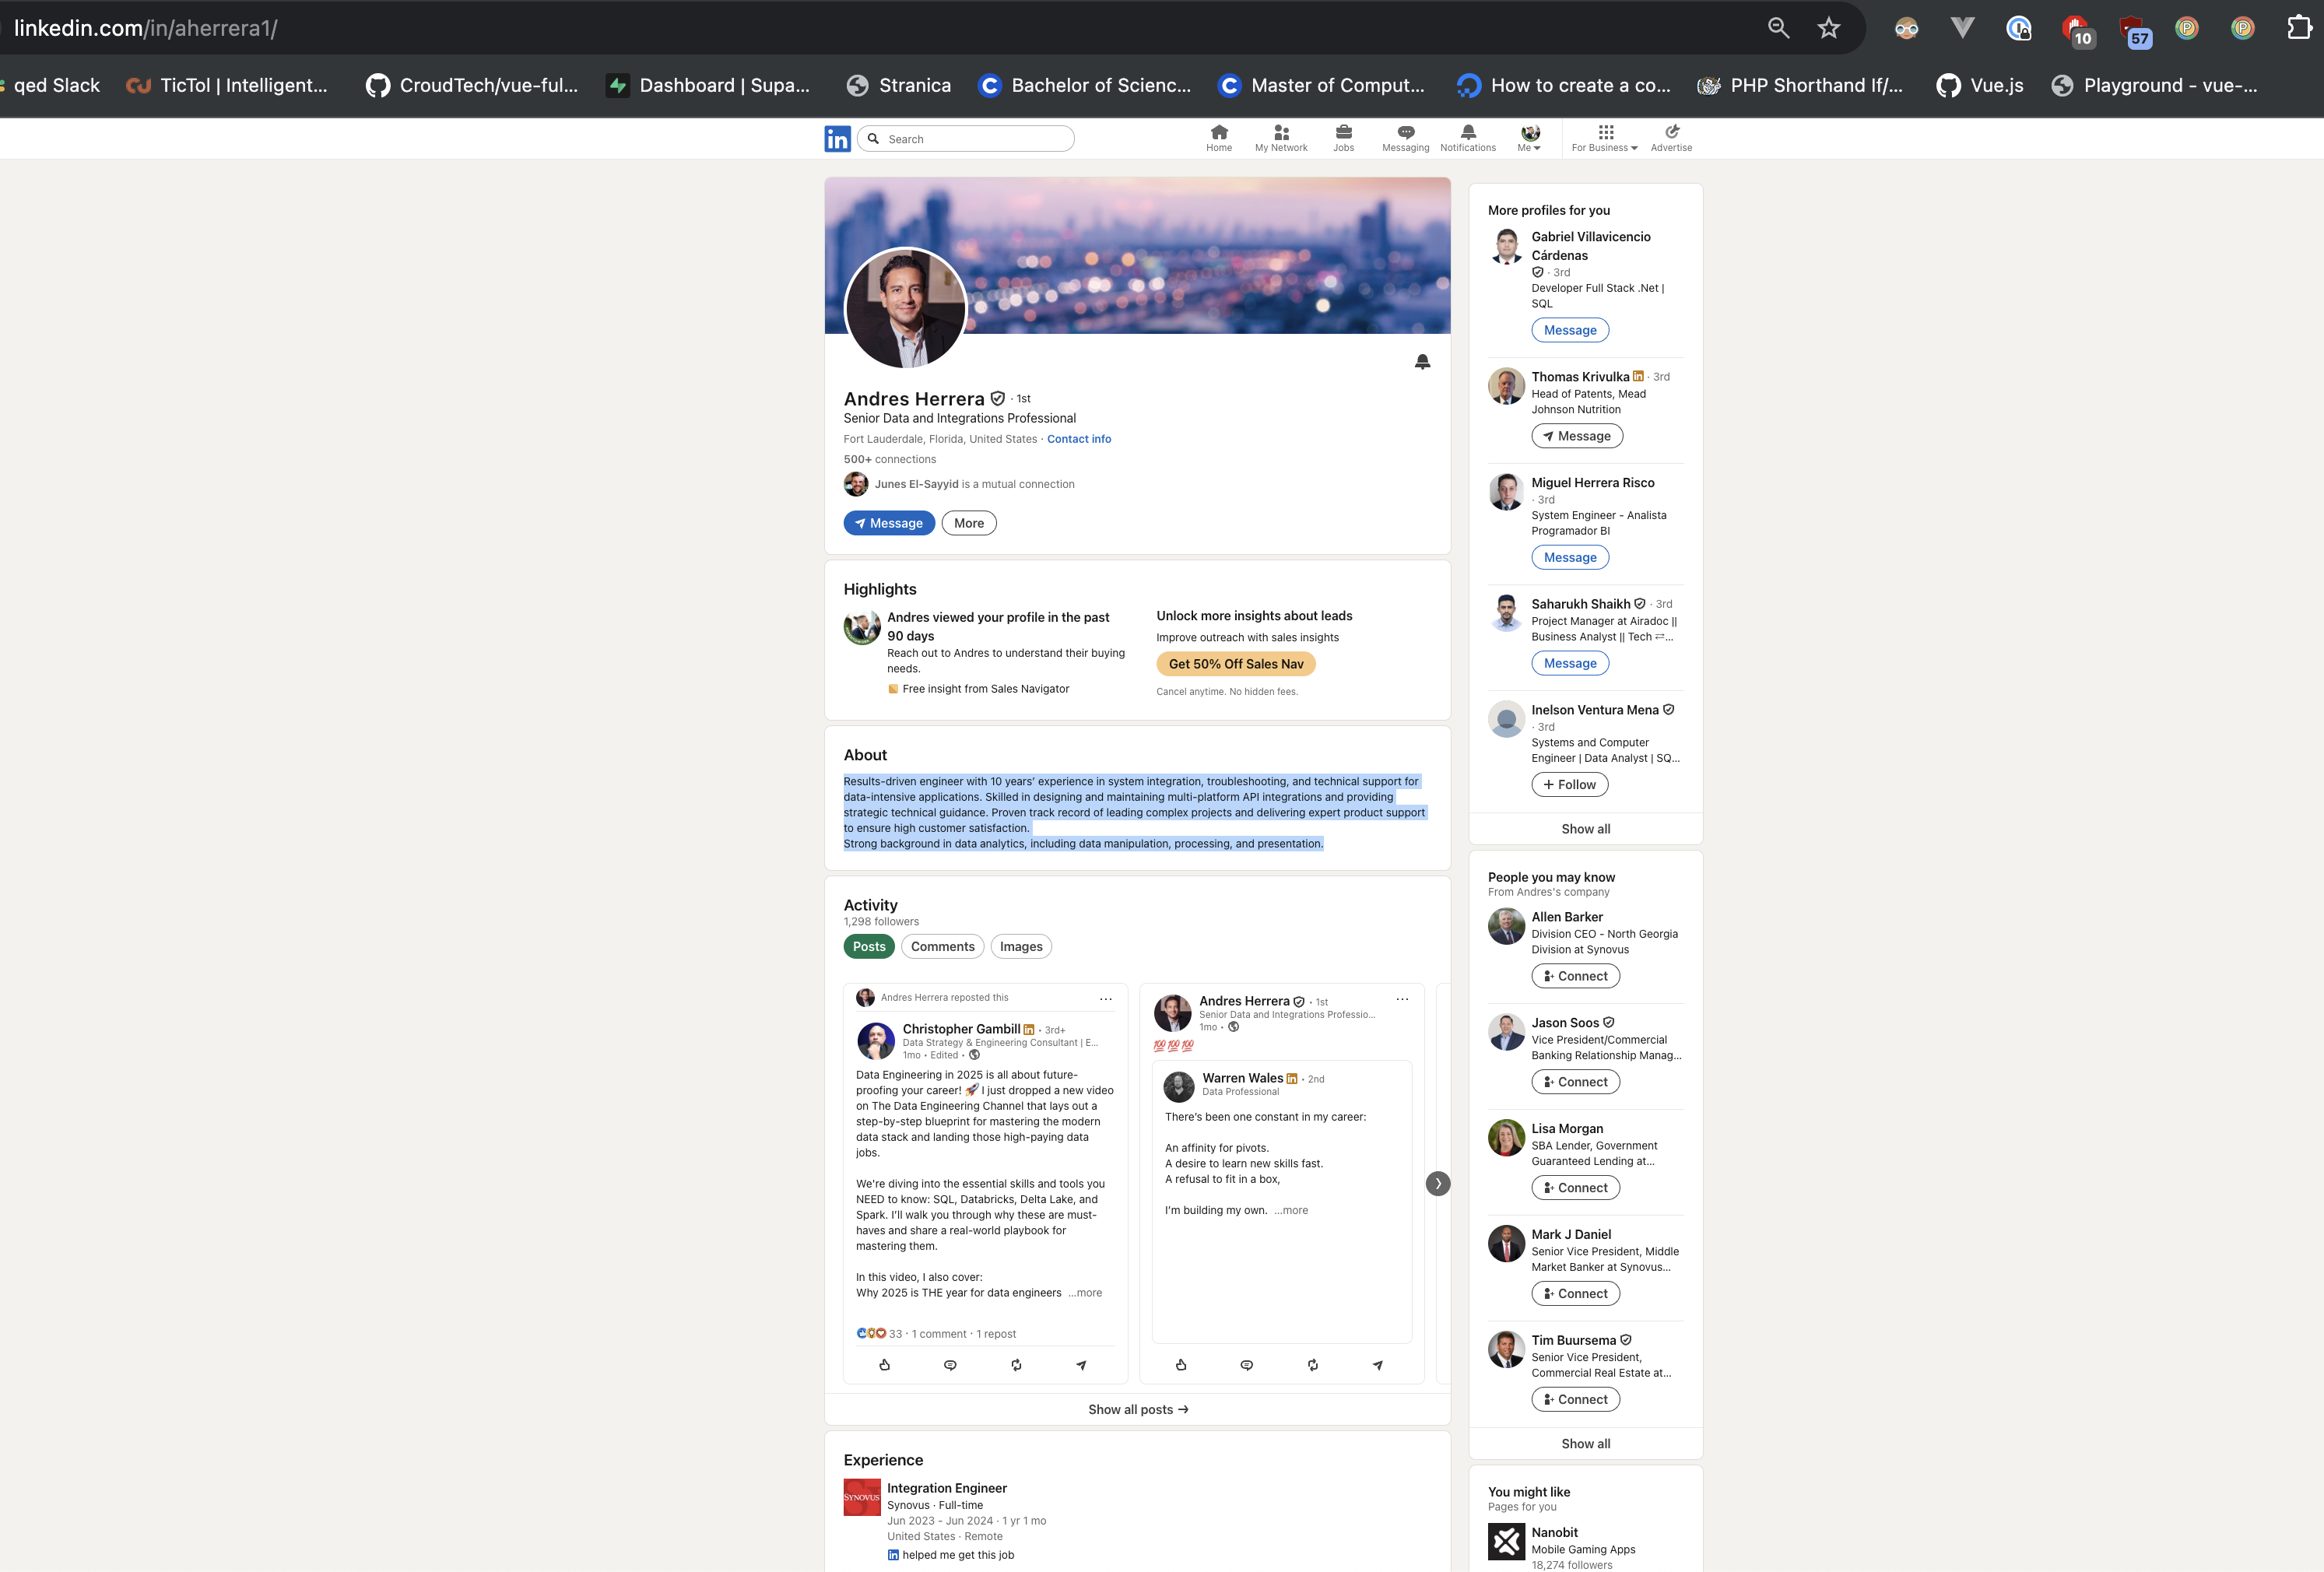 linkedin.com/in/aherrera1/
10
57
qed Slack
TicTol | Intelligent...
CroudTech/vue-ful...
Dashboard | Supa...
Stranica
Bachelor of Scienc...
Master of Comput...
How to create a co...
PHP Shorthand If/...
Vue.js
Playground - vue-...
in
Search
Home
My Network
Jobs
Messaging
Notifications
Me
For Business
Advertise
Andres Herrera · 1st
Senior Data and Integrations Professional
Fort Lauderdale, Florida, United States · Contact info
500+ connections
Junes El-Sayyid is a mutual connection
Message
More
Highlights
Andres viewed your profile in the past
90 days
Reach out to Andres to understand their buying
needs.
Free insight from Sales Navigator
Unlock more insights about leads
Improve outreach with sales insights
Get 50% Off Sales Nav
Cancel anytime. No hidden fees.
About
Results-driven engineer with 10 years' experience in system integration, troubleshooting, and technical support for
data-intensive applications. Skilled in designing and maintaining multi-platform API integrations and providing
strategic technical guidance. Proven track record of leading complex projects and delivering expert product support
to ensure high customer satisfaction.
Strong background in data analytics, including data manipulation, processing, and presentation.
Activity
1,298 followers
Posts
Comments
Images
Andres Herrera reposted this
...
Christopher Gambill in · 3rd+
Data Strategy & Engineering Consultant | E...
1mo • Edited •
Data Engineering in 2025 is all about future-
proofing your career! 🚀 I just dropped a new video
on The Data Engineering Channel that lays out a
step-by-step blueprint for mastering the modern
data stack and landing those high-paying data
jobs.
We're diving into the essential skills and tools you
NEED to know: SQL, Databricks, Delta Lake, and
Spark. I'll walk you through why these are must-
haves and share a real-world playbook for
mastering them.
In this video, I also cover:
Why 2025 is THE year for data engineers ...more
33 · 1 comment · 1 repost
Andres Herrera • 1st
...
Senior Data and Integrations Professio...
1mo •
💯 💯 💯
Warren Wales in • 2nd
Data Professional
There's been one constant in my career:
An affinity for pivots.
A desire to learn new skills fast.
A refusal to fit in a box,
I'm building my own. ...more
Show all posts →
Experience
SYNOVUS
Integration Engineer
Synovus · Full-time
Jun 2023 - Jun 2024 · 1 yr 1 mo
United States · Remote
in helped me get this job
More profiles for you
Gabriel Villavicencio
Cárdenas
· 3rd
Developer Full Stack .Net |
SQL
Message
Thomas Krivulka in · 3rd
Head of Patents, Mead
Johnson Nutrition
Message
Miguel Herrera Risco
· 3rd
System Engineer - Analista
Programador BI
Message
Saharukh Shaikh · 3rd
Project Manager at Airadoc ||
Business Analyst || Tech ⇄...
Message
Inelson Ventura Mena
· 3rd
Systems and Computer
Engineer | Data Analyst | SQ...
+ Follow
Show all
People you may know
From Andres's company
Allen Barker
Division CEO - North Georgia
Division at Synovus
Connect
Jason Soos
Vice President/Commercial
Banking Relationship Manag...
Connect
Lisa Morgan
SBA Lender, Government
Guaranteed Lending at...
Connect
Mark J Daniel
Senior Vice President, Middle
Market Banker at Synovus...
Connect
Tim Buursema
Senior Vice President,
Commercial Real Estate at...
Connect
Show all
You might like
Pages for you
Nanobit
Mobile Gaming Apps
18,274 followers